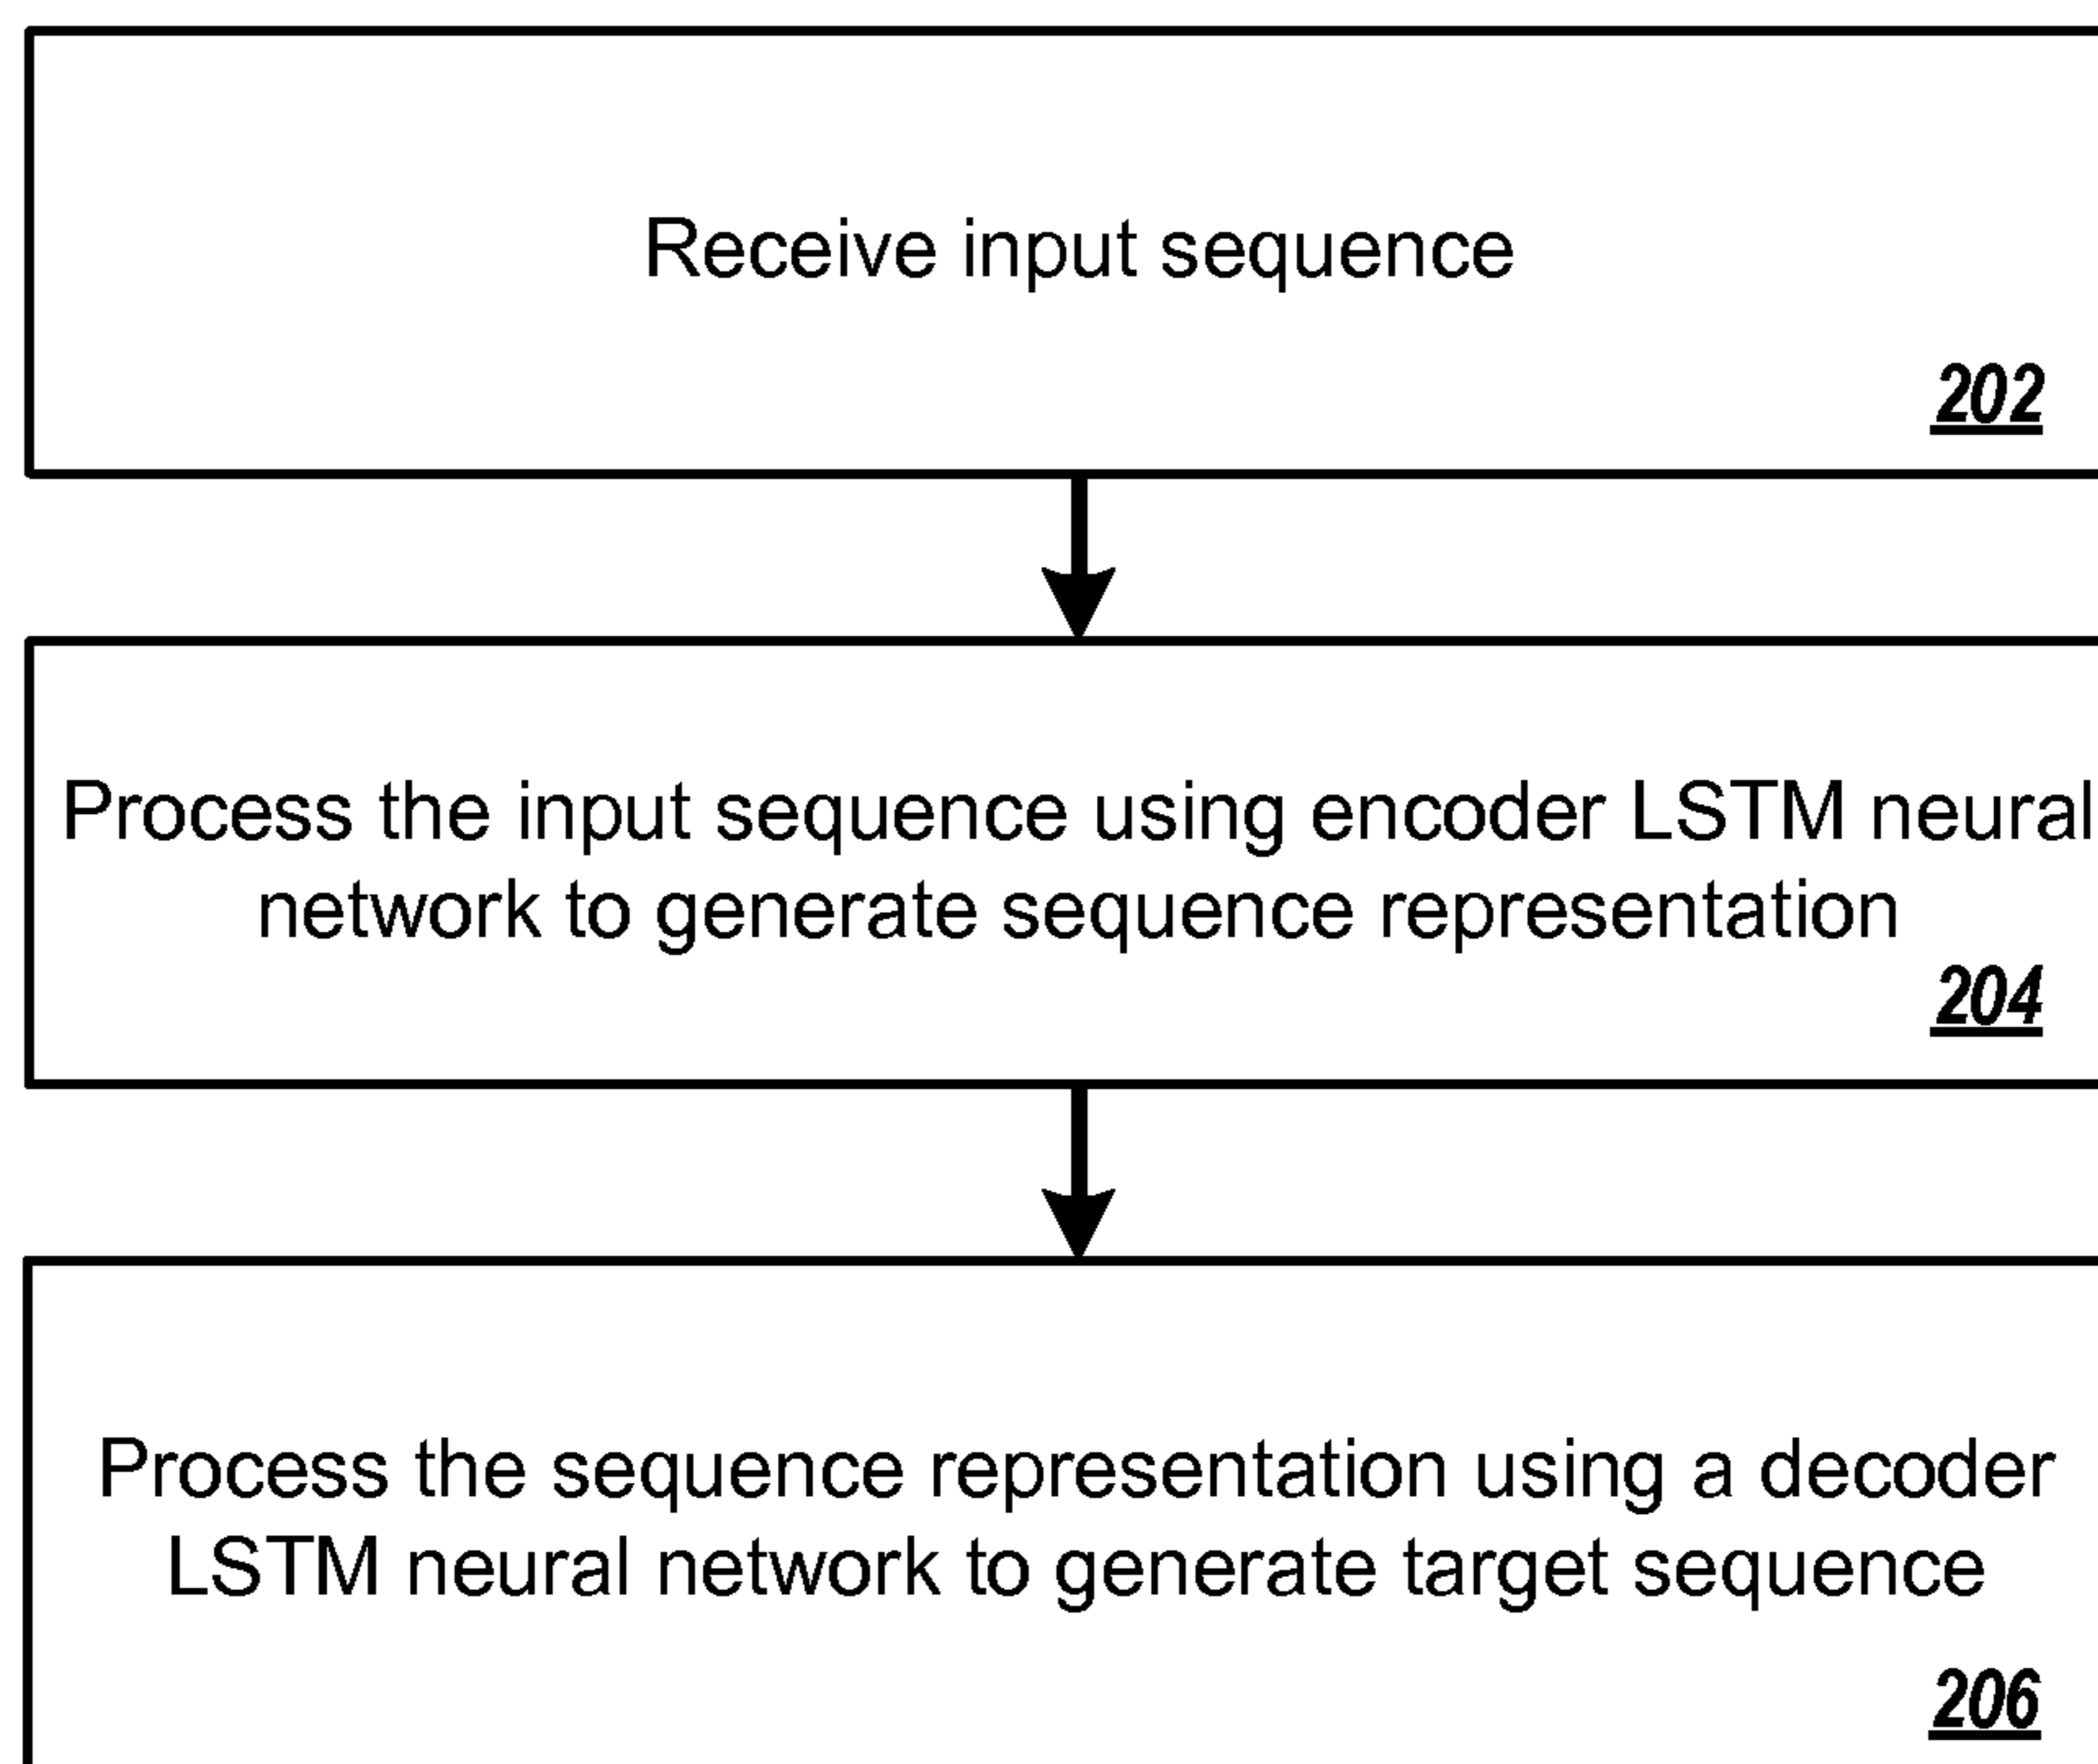 Receive input sequence
202
Process the input sequence using encoder LSTM neural
network to generate sequence representation
204
Process the sequence representation using a decoder
LSTM neural network to generate target sequence
206